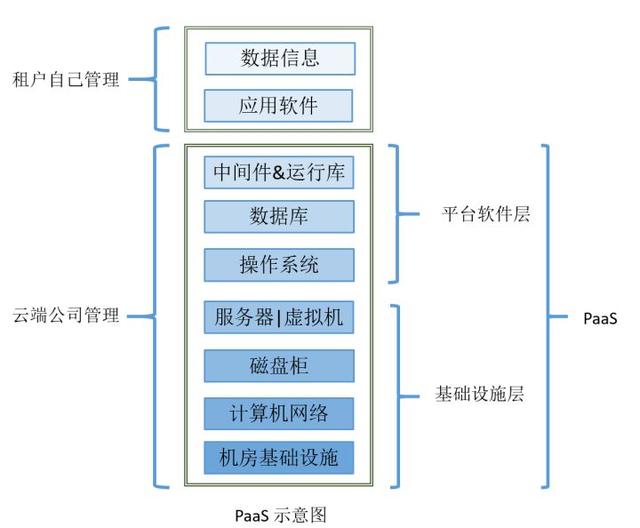 数据信息
租户自己管理
应用软件
中间件&运行库
数据库
平台软件层
操作系统
云端公司管理
服务器|虚拟机
PaaS
磁盘柜
基础设施层
计算机网络
机房基础设施
PaaS 示意图